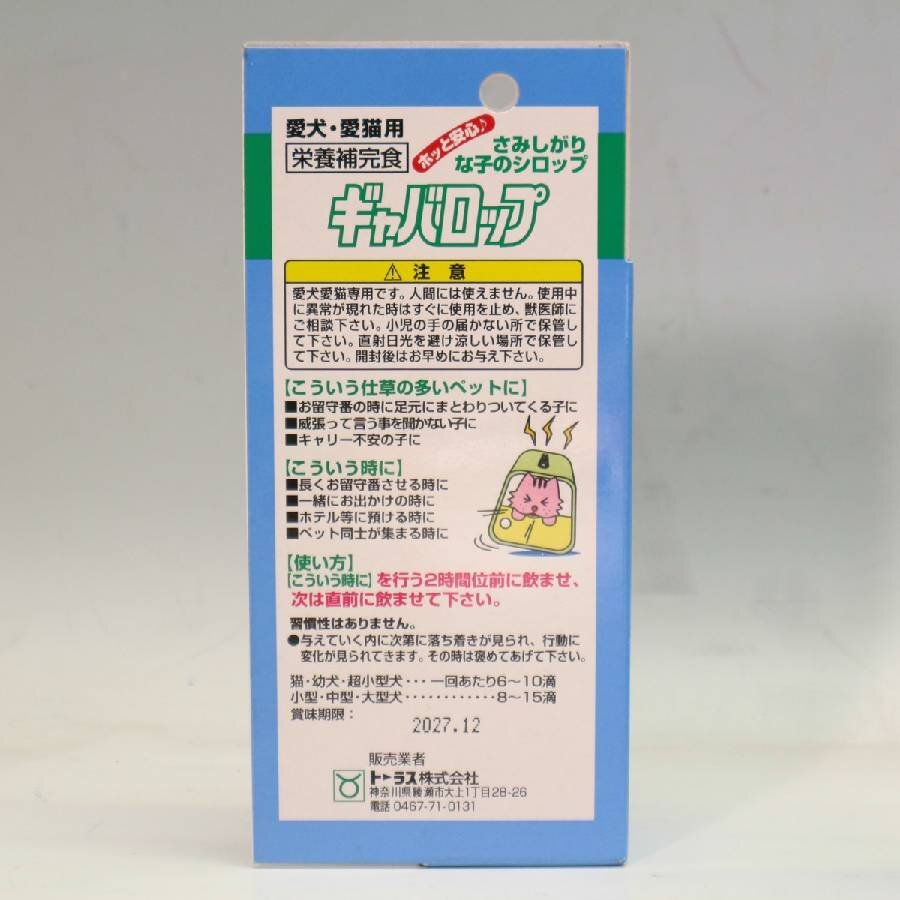 愛犬・愛猫用
栄養補完食
ホッと安心♪
さみしがり
な子のシロップ
ギャバロップ
⚠ 注意
愛犬愛猫専用です。人間には使えません。使用中
に異常が現れた時はすぐに使用を止め、獣医師に
ご相談下さい。小児の手の届かない所で保管し
て下さい。直射日光を避け涼しい場所で保管し
て下さい。開封後はお早めにお与え下さい。
【こういう仕草の多いペットに】
■お留守番の時に足元にまとわりついてくる子に
■威張って言う事を聞かない子に
■キャリー不安の子に
【こういう時に】
■長くお留守番させる時に
■一緒にお出かけの時に
■ホテル等に預ける時に
■ペット同士が集まる時に
【使い方】
【こういう時に】を行う2時間位前に飲ませ、
次は直前に飲ませて下さい。
習慣性はありません。
●与えていく内に次第に落ち着きが見られ、行動に
変化が見られてきます。その時は褒めてあげて下さい。
猫・幼犬・超小型犬・・・一回あたり6〜10滴
小型・中型・大型犬・・・・・・・・・・・・8〜15滴
賞味期限：
2027.12
販売業者
トーラス株式会社
神奈川県綾瀬市大上1丁目28-26
電話 0467-71-0131